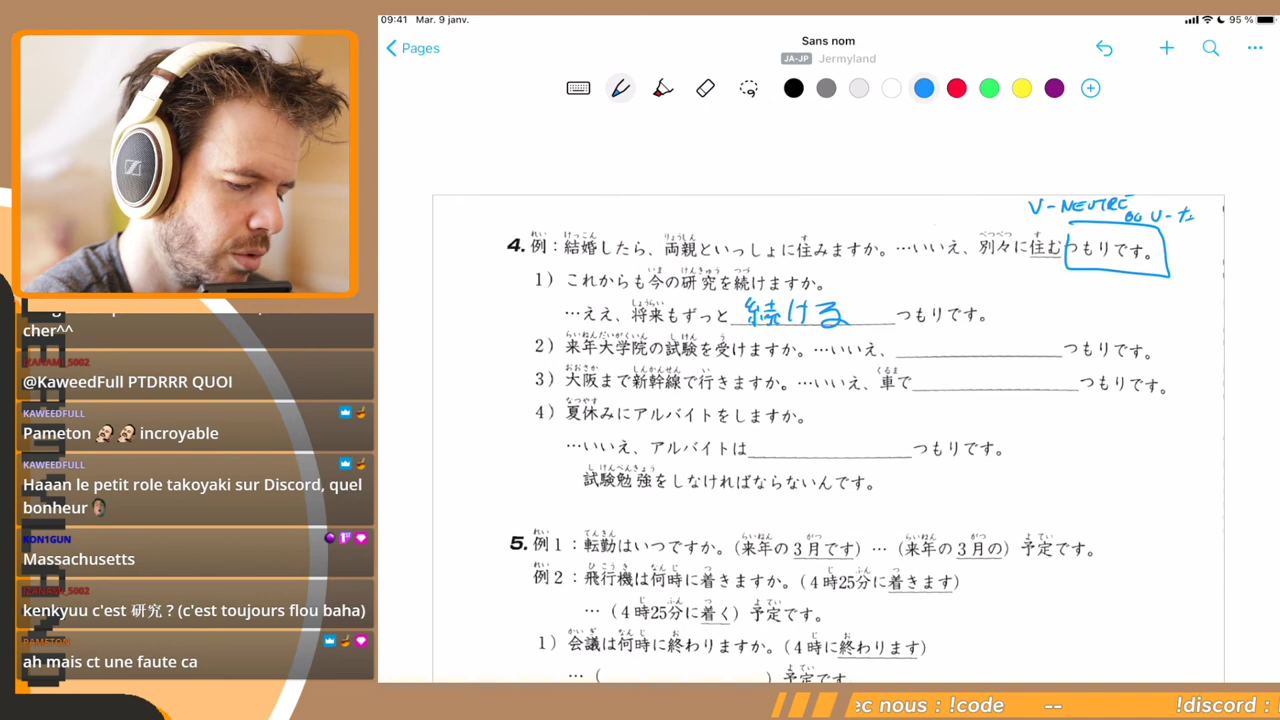 09:41 Mar. 9 janv.
95 %
Pages
Sans nom
JA-JP Jermyland
V-NEUTRE
ou V-ない
4. 例：結婚したら、両親といっしょに住みますか。…いいえ、別々に住むつもりです。
1）これからも今の研究を続けますか。
…ええ、将来もずっと 続ける つもりです。
2）来年大学院の試験を受けますか。…いいえ、 つもりです。
3）大阪まで新幹線で行きますか。…いいえ、車で つもりです。
4）夏休みにアルバイトをしますか。
…いいえ、アルバイトは つもりです。
試験勉強をしなければならないんです。
5. 例1：転勤はいつですか。（来年の3月です）…（来年の3月の）予定です。
例2：飛行機は何時に着きますか。（4時25分に着きます）
…（4時25分に着く）予定です。
1）会議は何時に終わりますか。（4時に終わります）
…（ ）予定です
cher^^
@KaweedFull PTDRRR QUOI
KAWEEDFULL
Pameton incroyable
KAWEEDFULL
Haaan le petit role takoyaki sur Discord, quel
bonheur
KON1GUN
Massachusetts
IZANAMI_5002
kenkyuu c'est 研究 ? (c'est toujours flou baha)
PAMETON
ah mais ct une faute ca
ec nous : !code -- !discord :